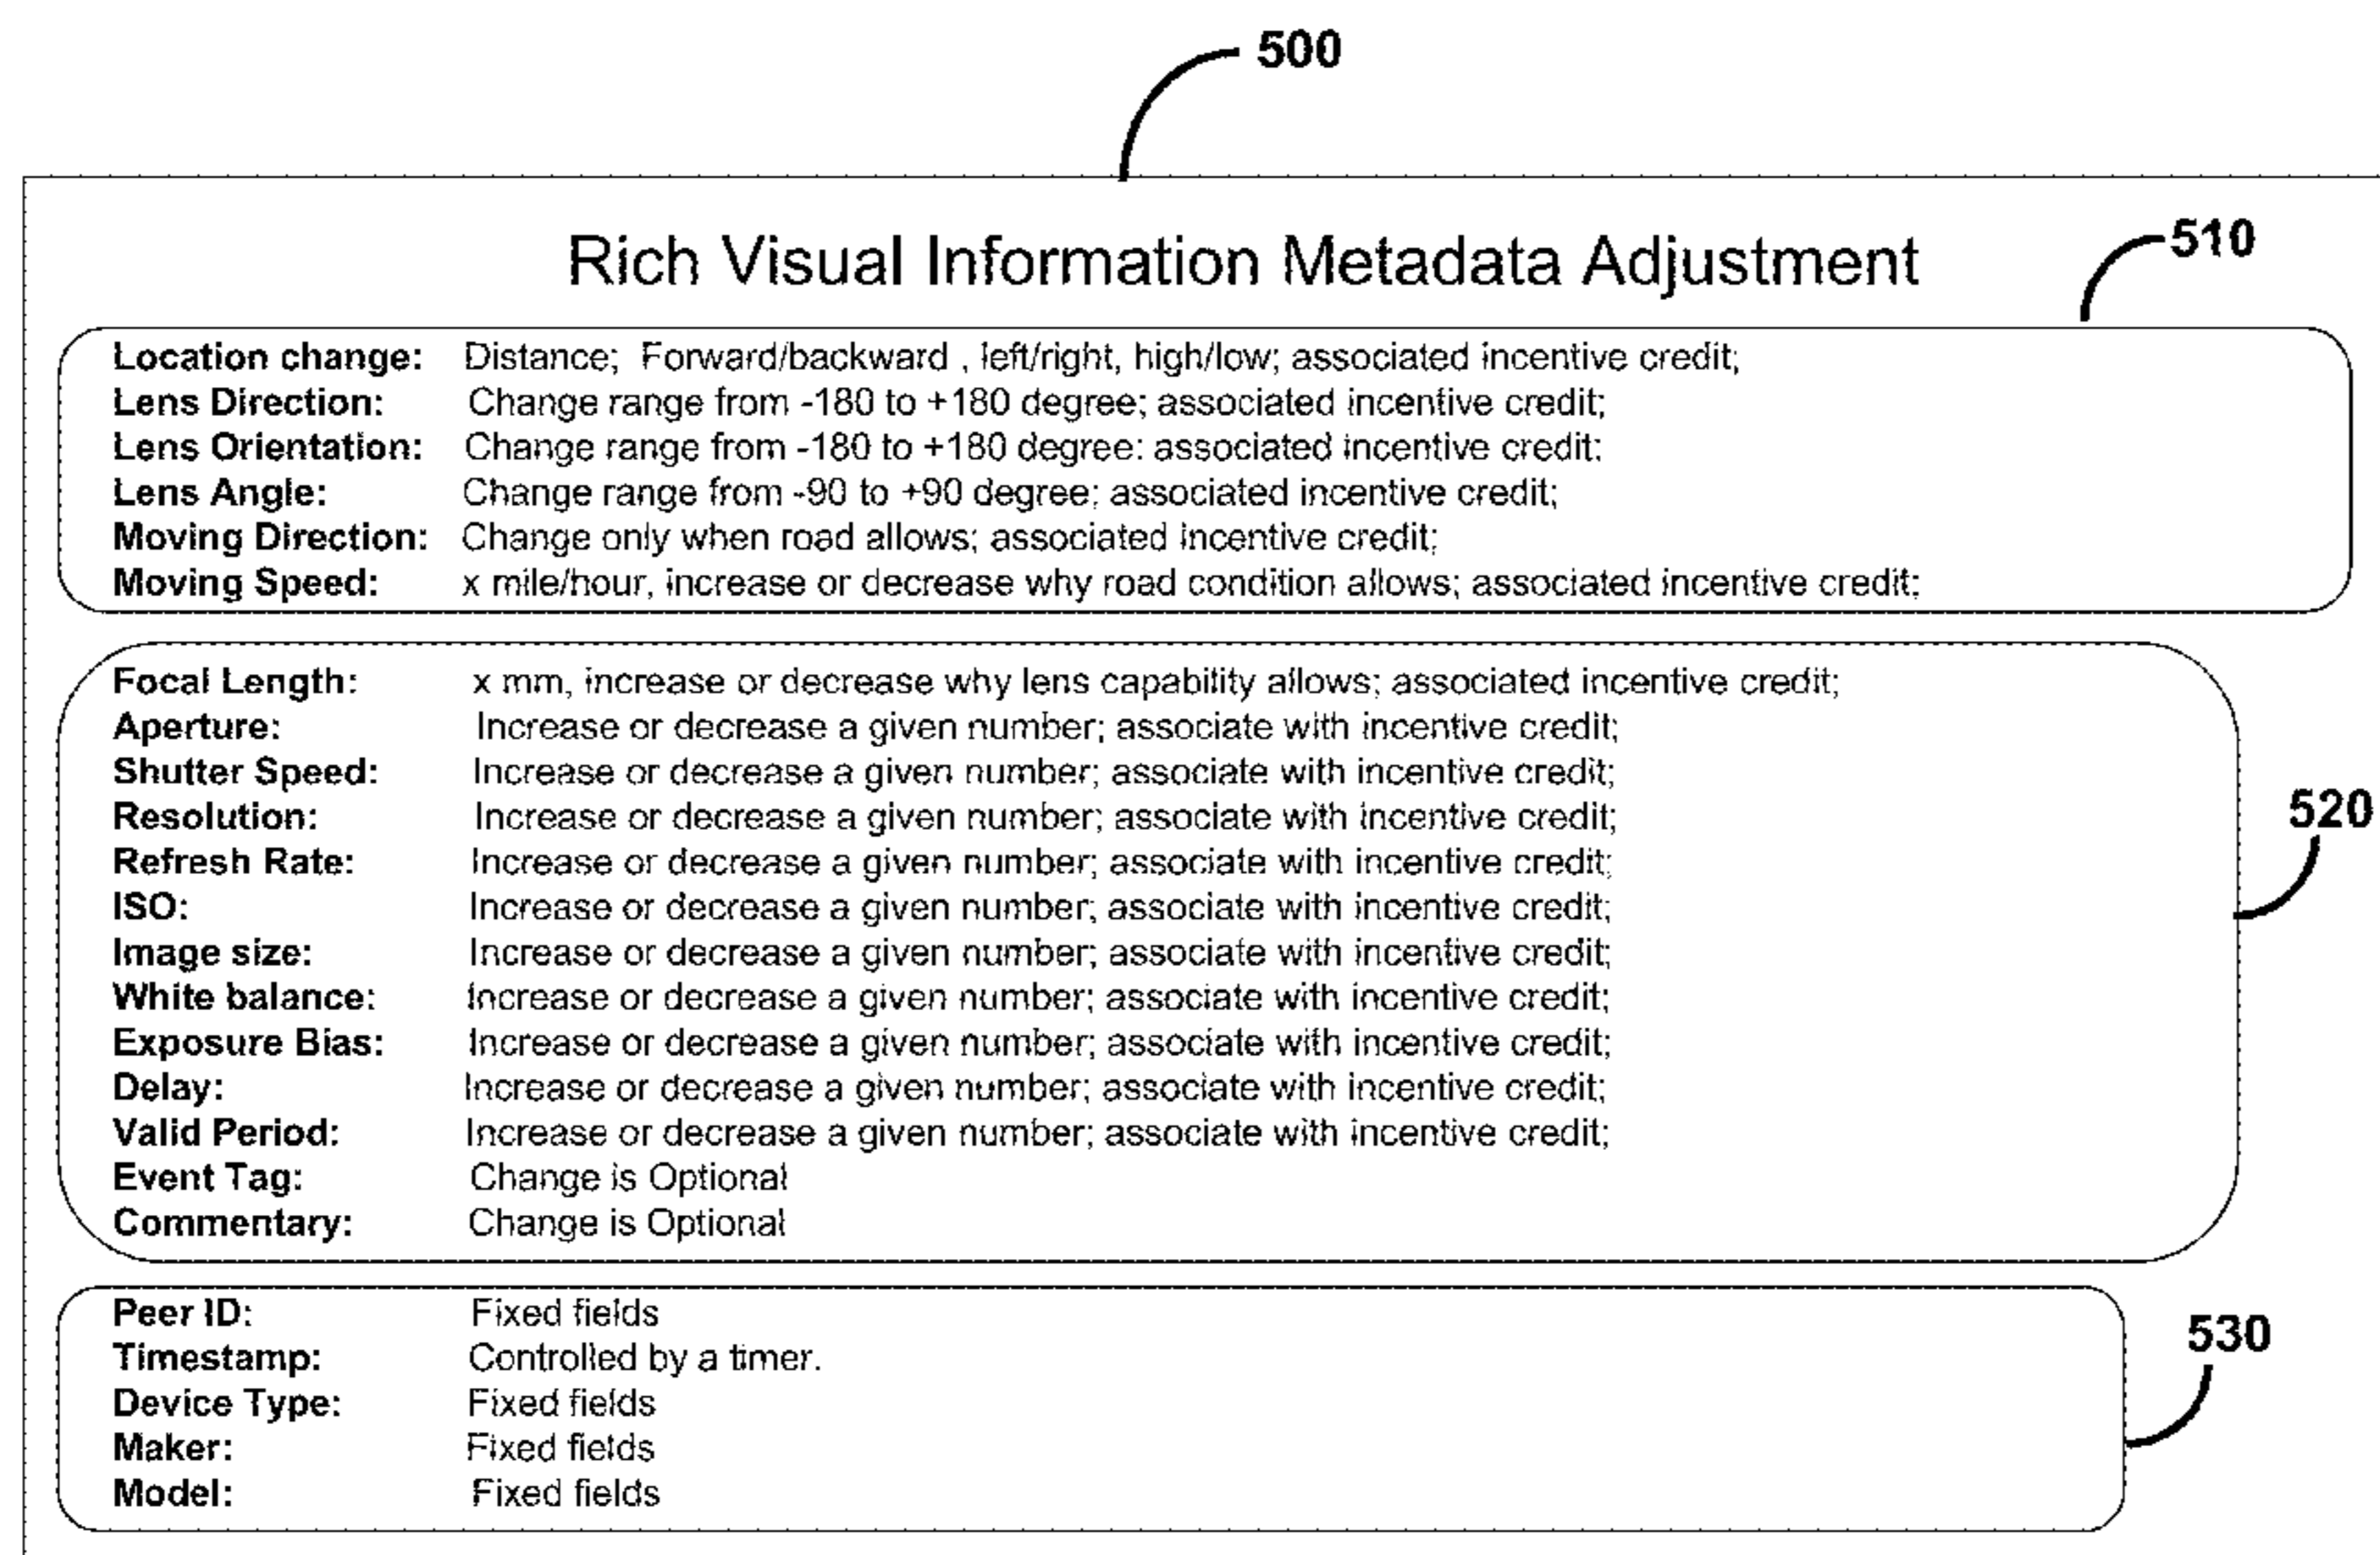 500
Rich Visual Information Metadata Adjustment
510
Location change: Distance; Forward/backward , left/right, high/low; associated incentive credit;
Lens Direction: Change range from -180 to +180 degree; associated incentive credit;
Lens Orientation: Change range from -180 to +180 degree: associated incentive credit;
Lens Angle: Change range from -90 to +90 degree; associated incentive credit;
Moving Direction: Change only when road allows; associated incentive credit;
Moving Speed: x mile/hour, increase or decrease why road condition allows; associated incentive credit;
Focal Length: x mm, increase or decrease why lens capability allows; associated incentive credit;
Aperture: Increase or decrease a given number; associate with incentive credit;
Shutter Speed: Increase or decrease a given number; associate with incentive credit;
Resolution: Increase or decrease a given number; associate with incentive credit;
520
Refresh Rate: Increase or decrease a given number; associate with incentive credit;
ISO: Increase or decrease a given number; associate with incentive credit;
Image size: Increase or decrease a given number; associate with incentive credit;
White balance: Increase or decrease a given number; associate with incentive credit;
Exposure Bias: Increase or decrease a given number; associate with incentive credit;
Delay: Increase or decrease a given number; associate with incentive credit;
Valid Period: Increase or decrease a given number; associate with incentive credit;
Event Tag: Change is Optional
Commentary: Change is Optional
Peer ID: Fixed fields
530
Timestamp: Controlled by a timer.
Device Type: Fixed fields
Maker: Fixed fields
Model: Fixed fields